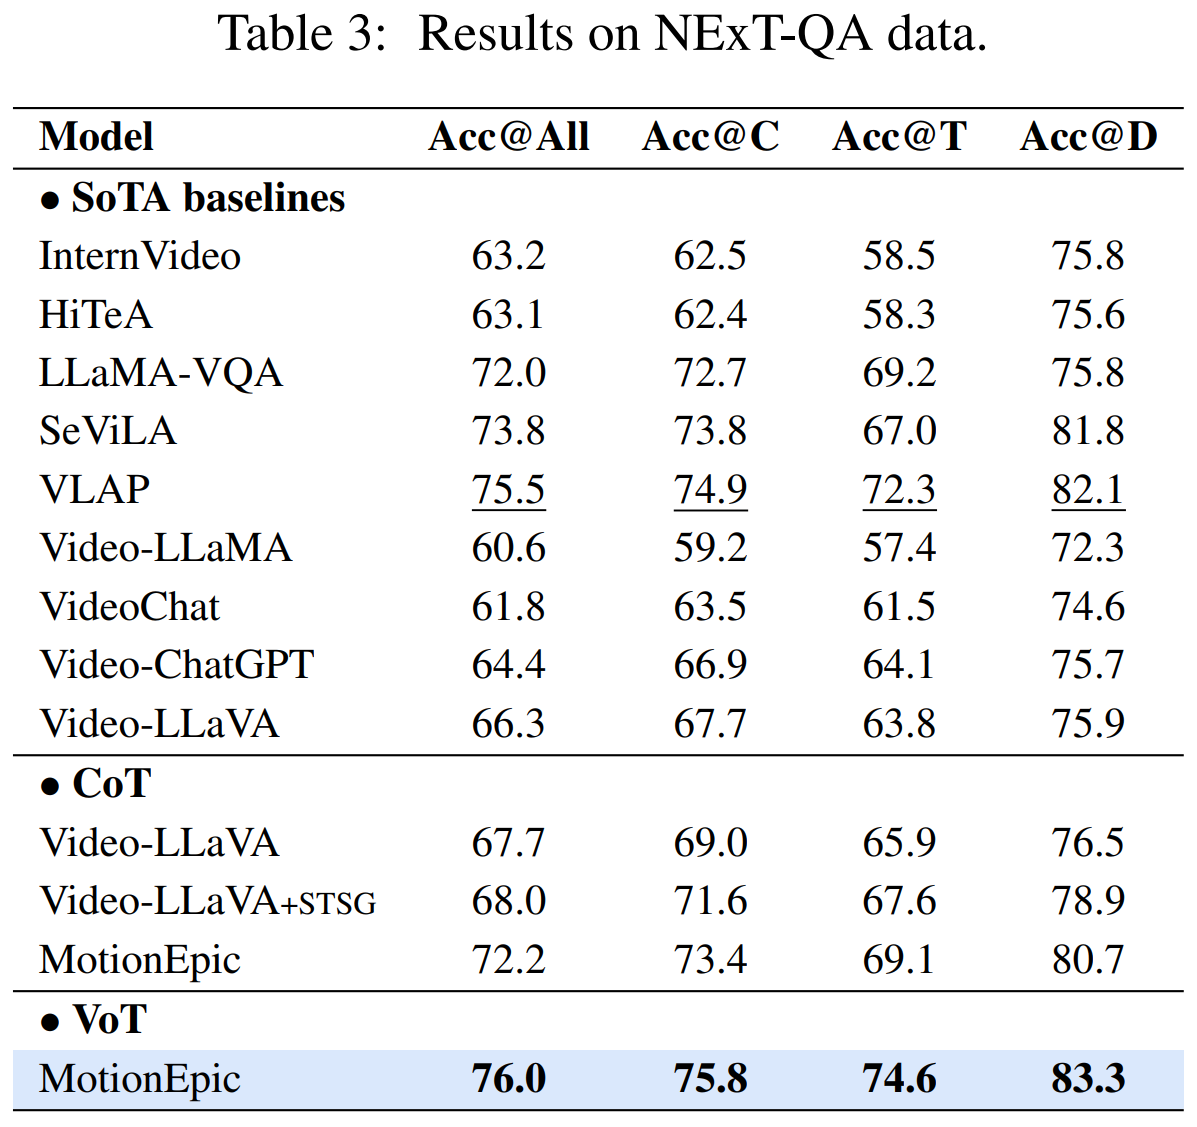 Table 3: Results on NExT-QA data.
Model Acc@All Acc@C Acc@T Acc@D
• SoTA baselines
InternVideo 63.2 62.5 58.5 75.8
HiTeA 63.1 62.4 58.3 75.6
LLaMA-VQA 72.0 72.7 69.2 75.8
SeViLA 73.8 73.8 67.0 81.8
VLAP 75.5 74.9 72.3 82.1
Video-LLaMA 60.6 59.2 57.4 72.3
VideoChat 61.8 63.5 61.5 74.6
Video-ChatGPT 64.4 66.9 64.1 75.7
Video-LLaVA 66.3 67.7 63.8 75.9
• CoT
Video-LLaVA 67.7 69.0 65.9 76.5
Video-LLaVA+STSG 68.0 71.6 67.6 78.9
MotionEpic 72.2 73.4 69.1 80.7
• VoT
MotionEpic 76.0 75.8 74.6 83.3